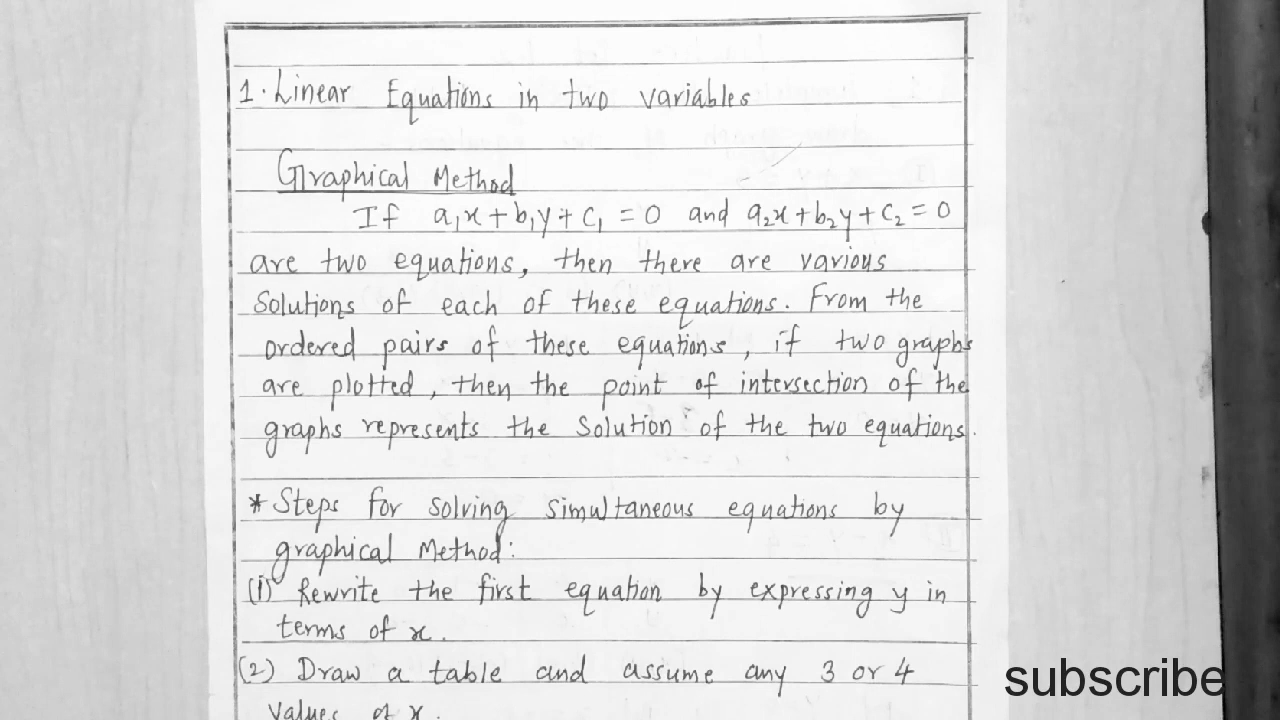 1. Linear Equations in two variables
Graphical Method
If a₁x + b₁y + c₁ = 0 and a₂x + b₂y + c₂ = 0
are two equations, then there are various
Solutions of each of these equations. From the
ordered pairs of these equations, if two graphs
are plotted, then the point of intersection of the
graphs represents the solution of the two equations.
* Steps for solving simultaneous equations by
graphical Method:
(1) Rewrite the first equation by expressing y in
terms of x.
(2) Draw a table and assume any 3 or 4
values of x.
subscribe